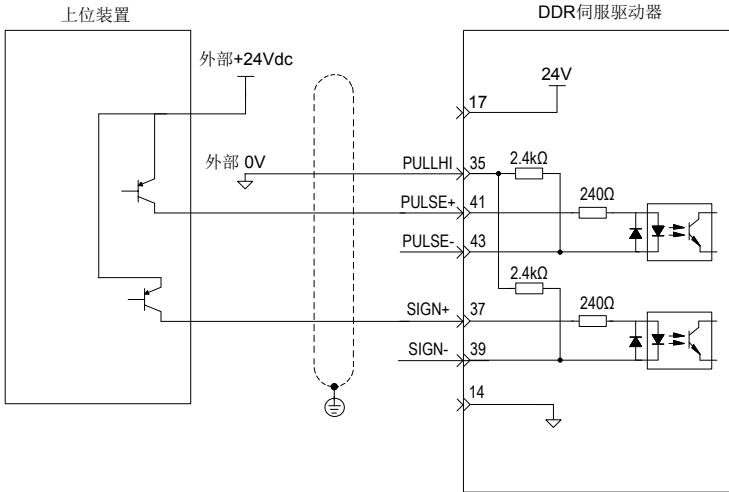 上位装置
DDR伺服驱动器
外部+24Vdc
24V
17
外部 0V
PULLHI 35 2.4kΩ
PULSE+ 41 240Ω
PULSE- 43
2.4kΩ
SIGN+ 37 240Ω
SIGN- 39
14